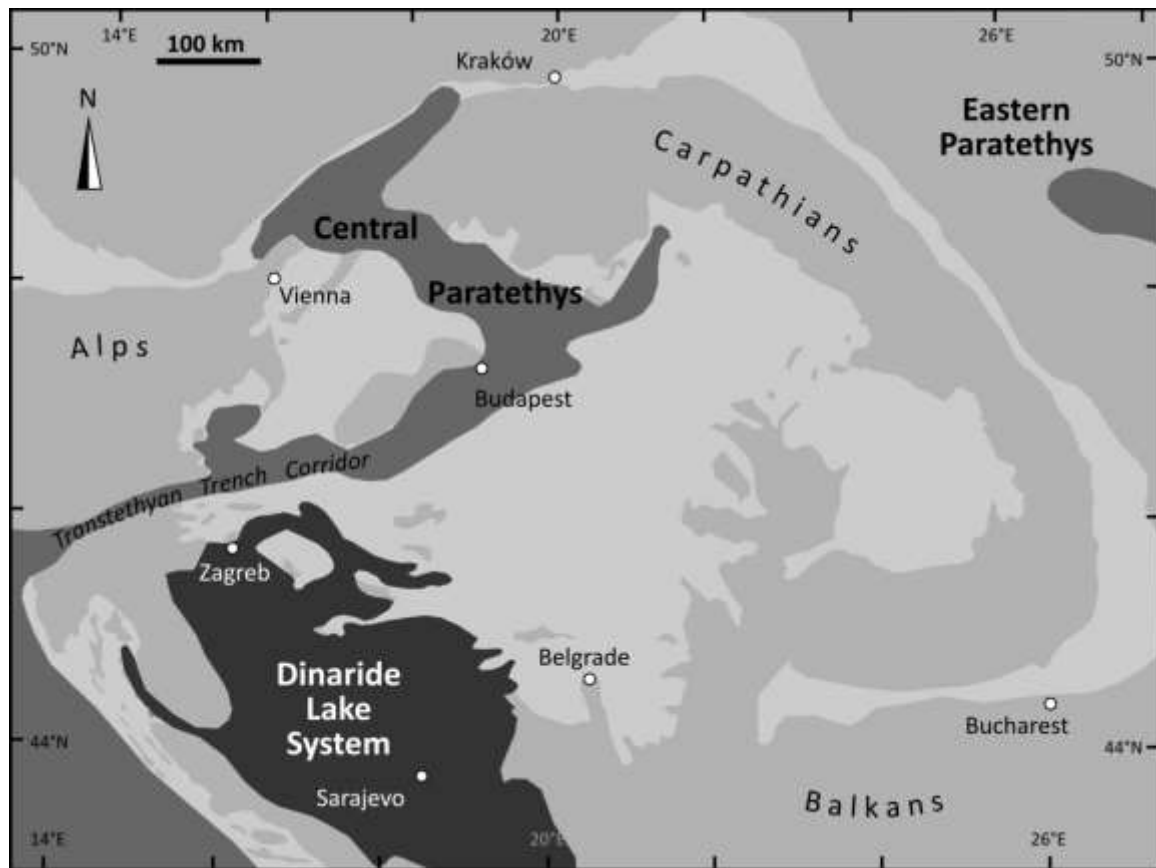 14°E
20°E
26°E
50°N
100 km
50°N
Kraków
N
Eastern
Paratethys
Carpathians
Central
Vienna
Paratethys
Alps
Budapest
Transtethyan Trench Corridor
Zagreb
Dinaride
Lake
System
Belgrade
Bucharest
44°N
44°N
Sarajevo
Balkans
14°E
20°E
26°E